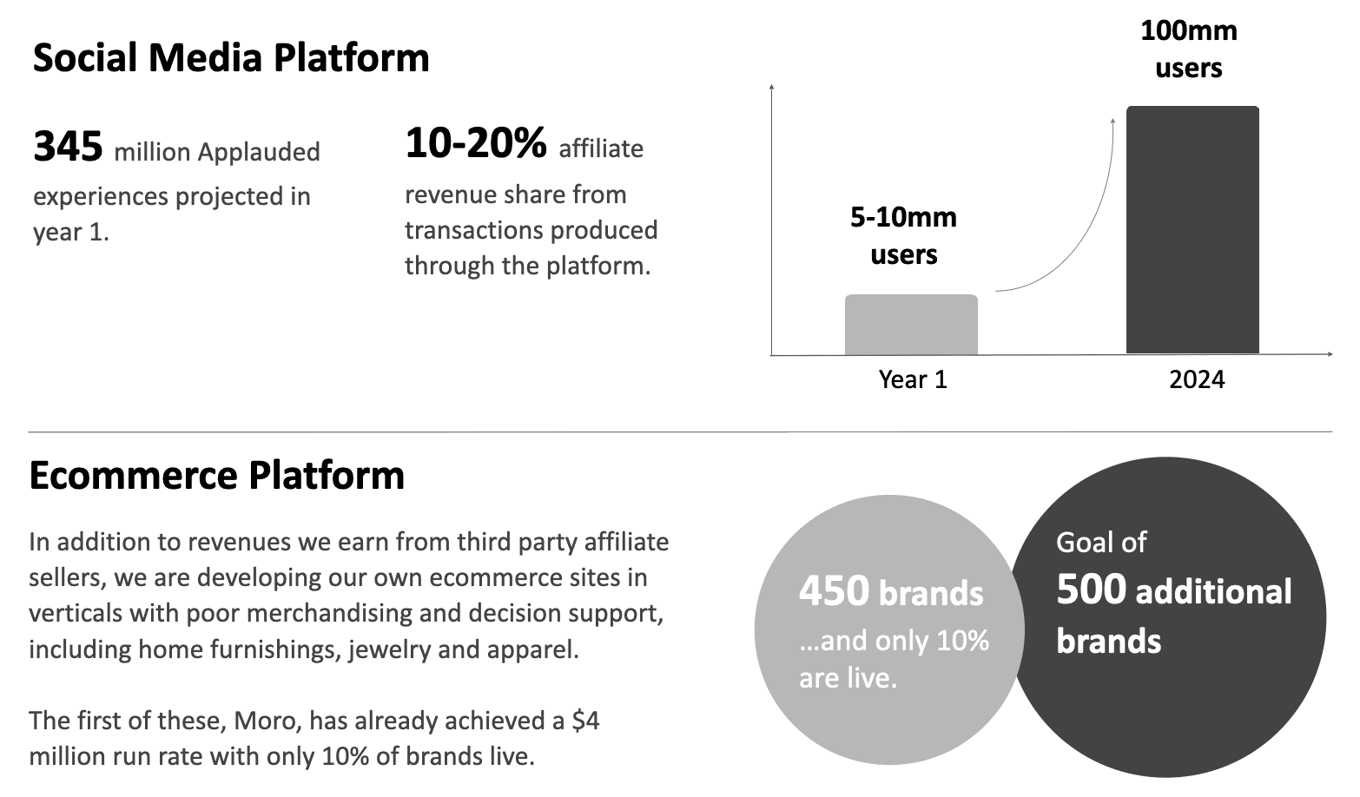 Social Media Platform
345 million Applauded
experiences projected in
year 1.
10-20% affiliate
revenue share from
transactions produced
through the platform.
100mm
users
5-10mm
users
Year 1
2024
Ecommerce Platform
In addition to revenues we earn from third party affiliate
sellers, we are developing our own ecommerce sites in
verticals with poor merchandising and decision support,
including home furnishings, jewelry and apparel.
The first of these, Moro, has already achieved a $4
million run rate with only 10% of brands live.
450 brands
...and only 10%
are live.
Goal of
500 additional
brands